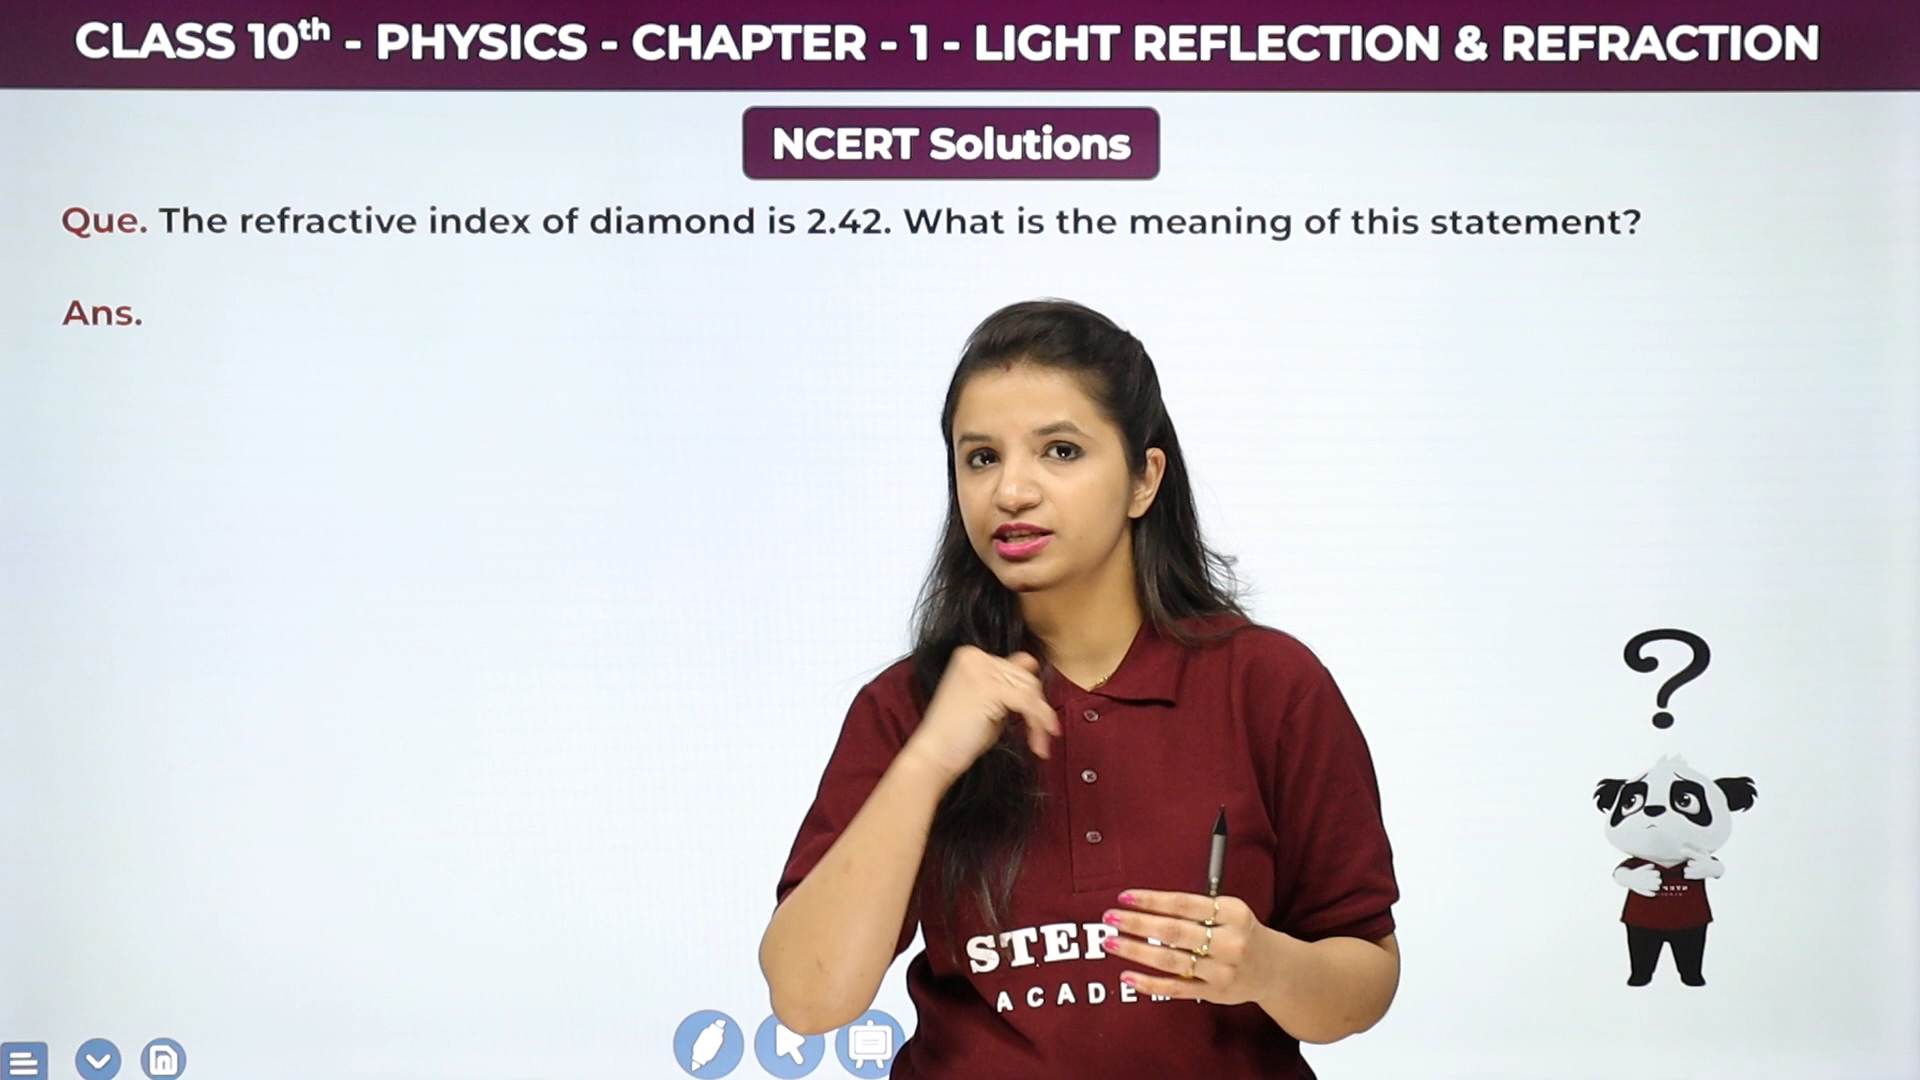 CLASS 10th - PHYSICS - CHAPTER - 1 - LIGHT REFLECTION & REFRACTION
NCERT Solutions
Que. The refractive index of diamond is 2.42. What is the meaning of this statement?
Ans.
?
STEP
ACADEM